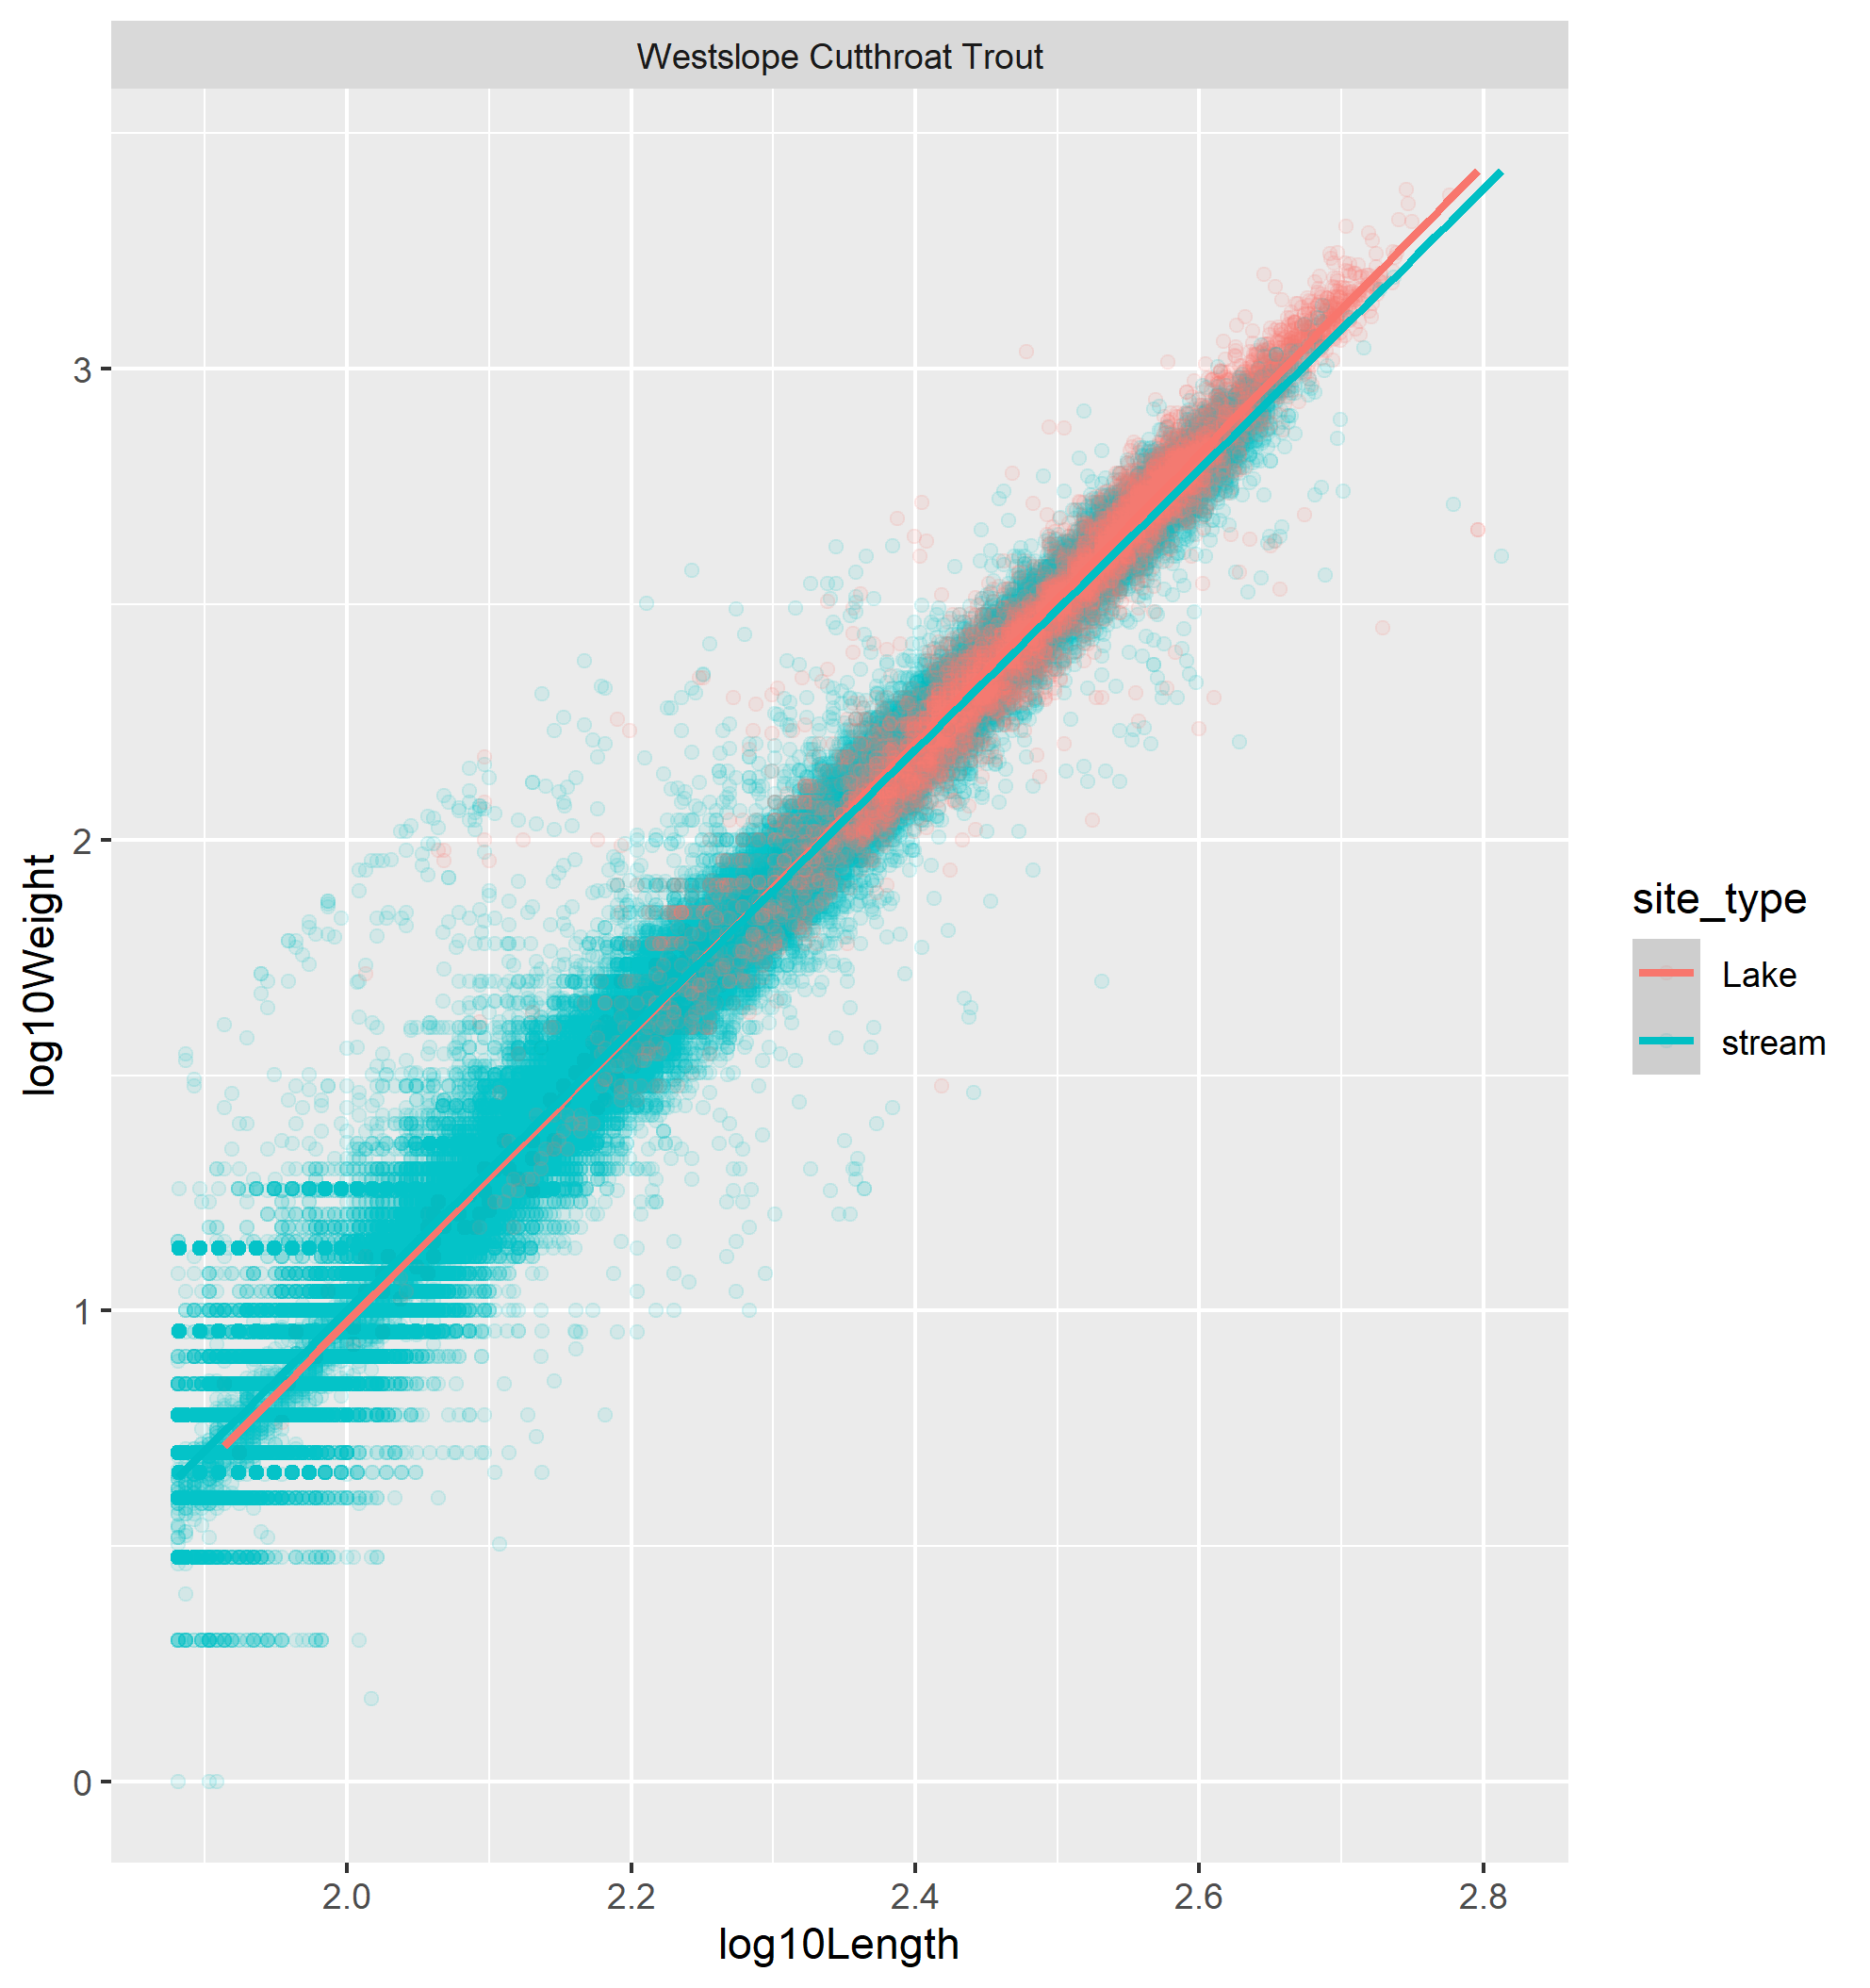 Westslope Cutthroat Trout
3
2
1
0
log10Weight
2.0 2.2 2.4 2.6 2.8
log10Length
site_type
Lake
stream